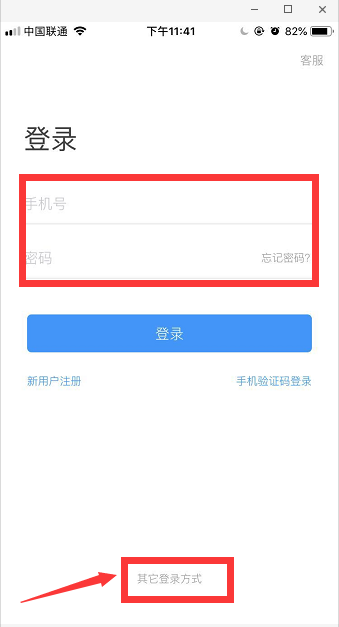 中国联通 下午11:41 82%
客服
登录
手机号
密码 忘记密码?
登录
新用户注册 手机验证码登录
其它登录方式